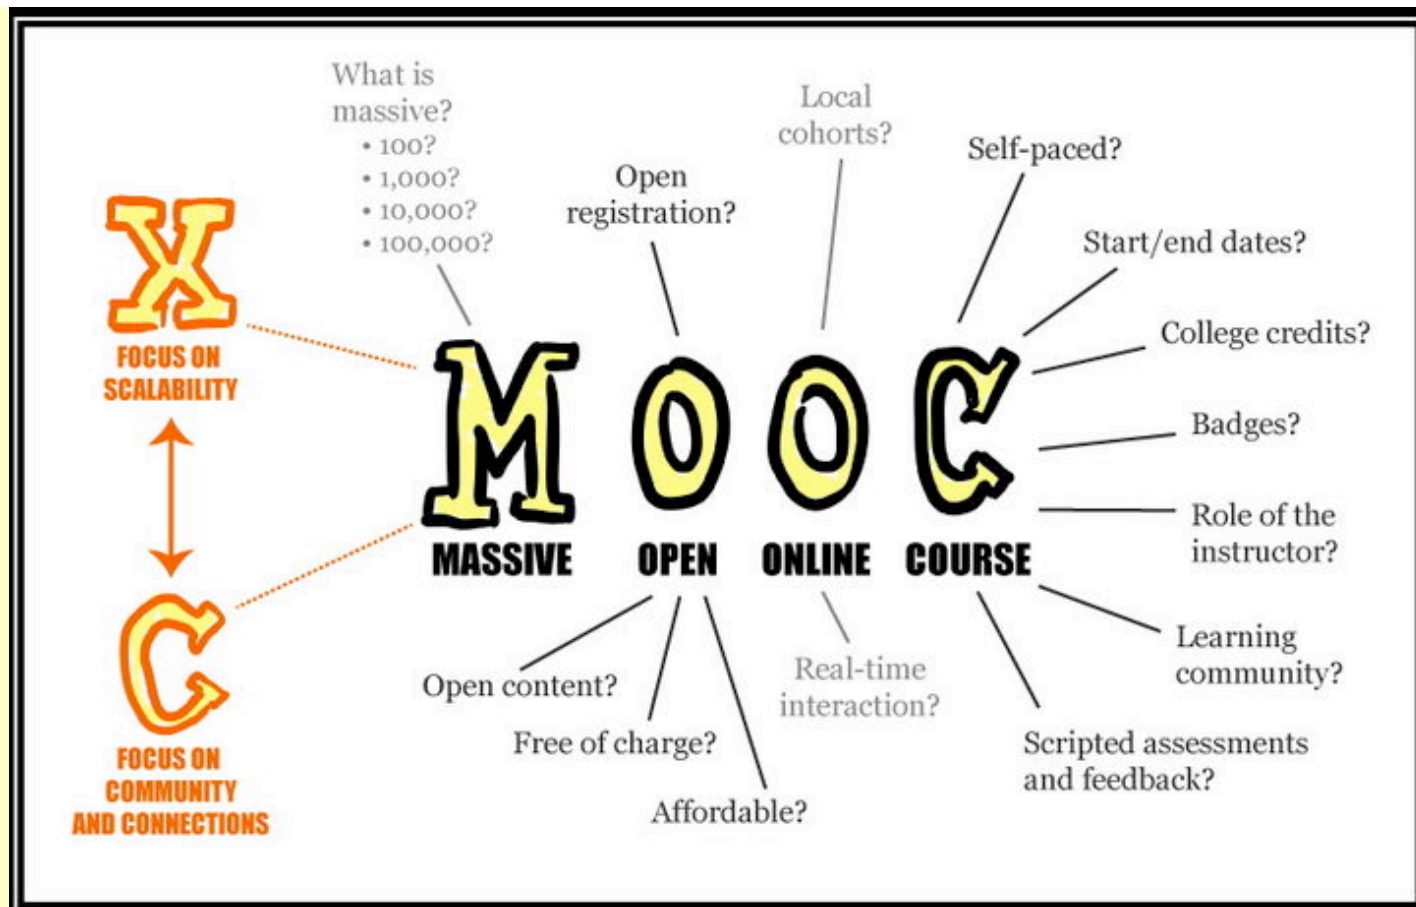 What is
massive?
• 100?
• 1,000?
• 10,000?
• 100,000?
Open
registration?
Local
cohorts?
Self-paced?
Start/end dates?
College credits?
Badges?
Role of the
instructor?
Learning
community?
Scripted assessments
and feedback?
X
FOCUS ON
SCALABILITY
C
FOCUS ON
COMMUNITY
AND CONNECTIONS
MOOC
MASSIVE OPEN ONLINE COURSE
Open content?
Free of charge?
Affordable?
Real-time
interaction?